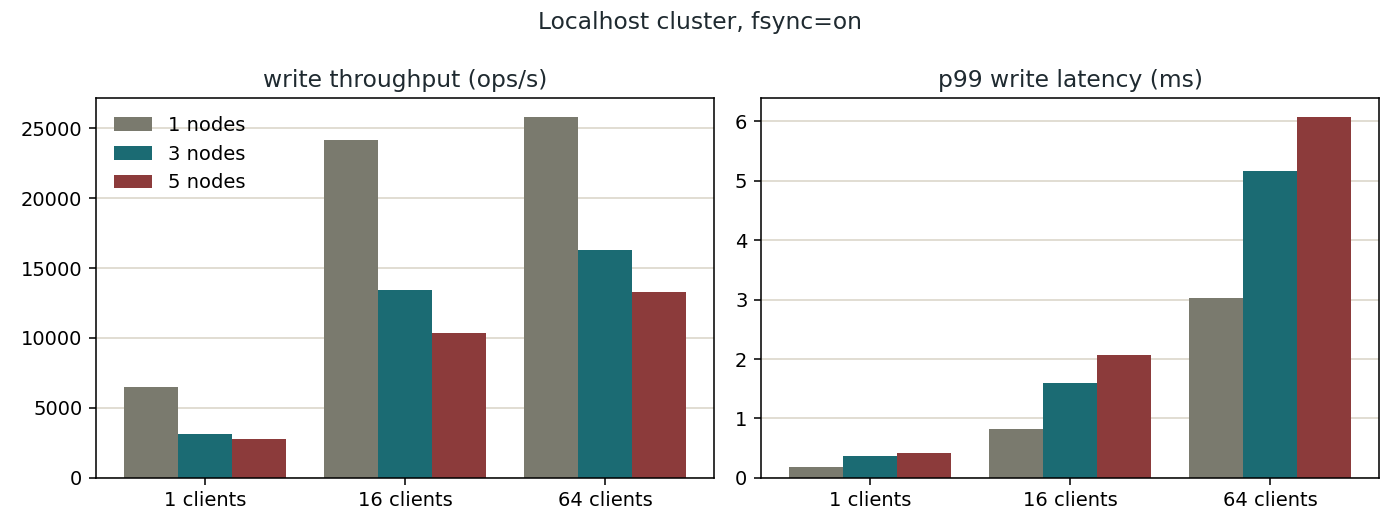 Localhost cluster, fsync=on
write throughput (ops/s)
25000
20000
15000
10000
5000
0
1 nodes
3 nodes
5 nodes
1 clients
16 clients
64 clients
p99 write latency (ms)
6
5
4
3
2
1
0
1 clients
16 clients
64 clients